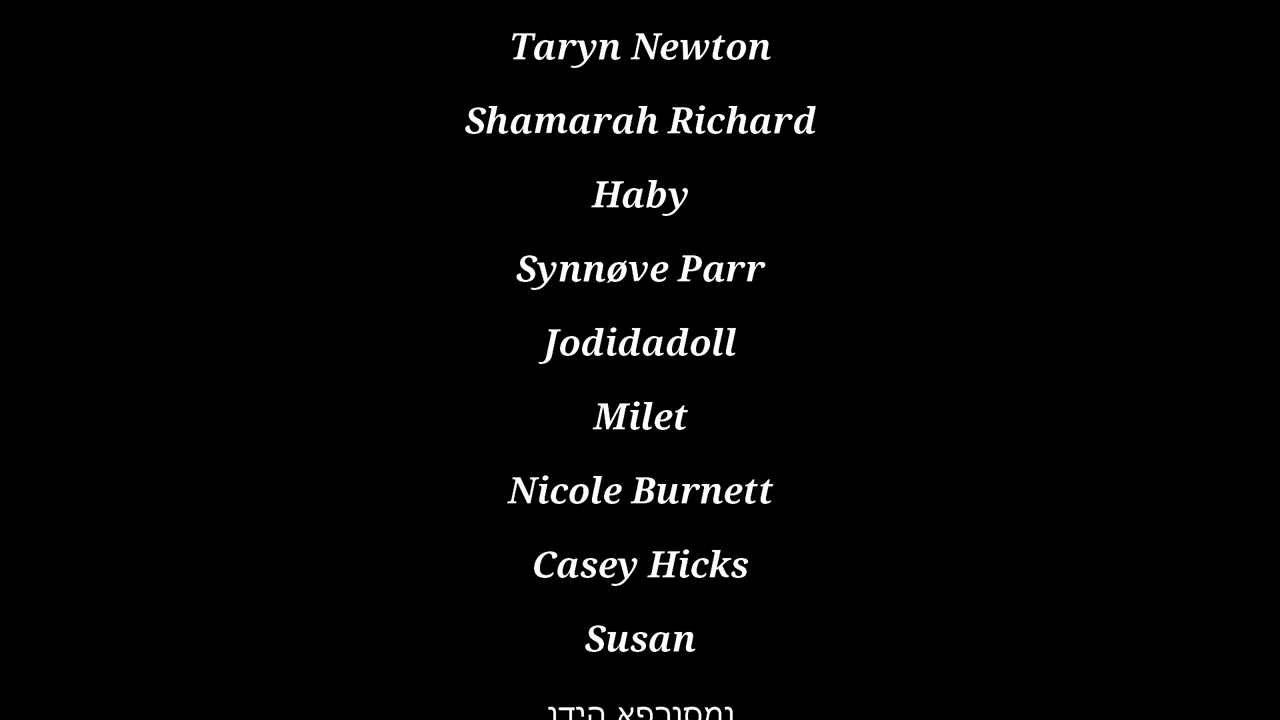 Taryn Newton
Shamarah Richard
Haby
Synnøve Parr
Jodidadoll
Milet
Nicole Burnett
Casey Hicks
Susan